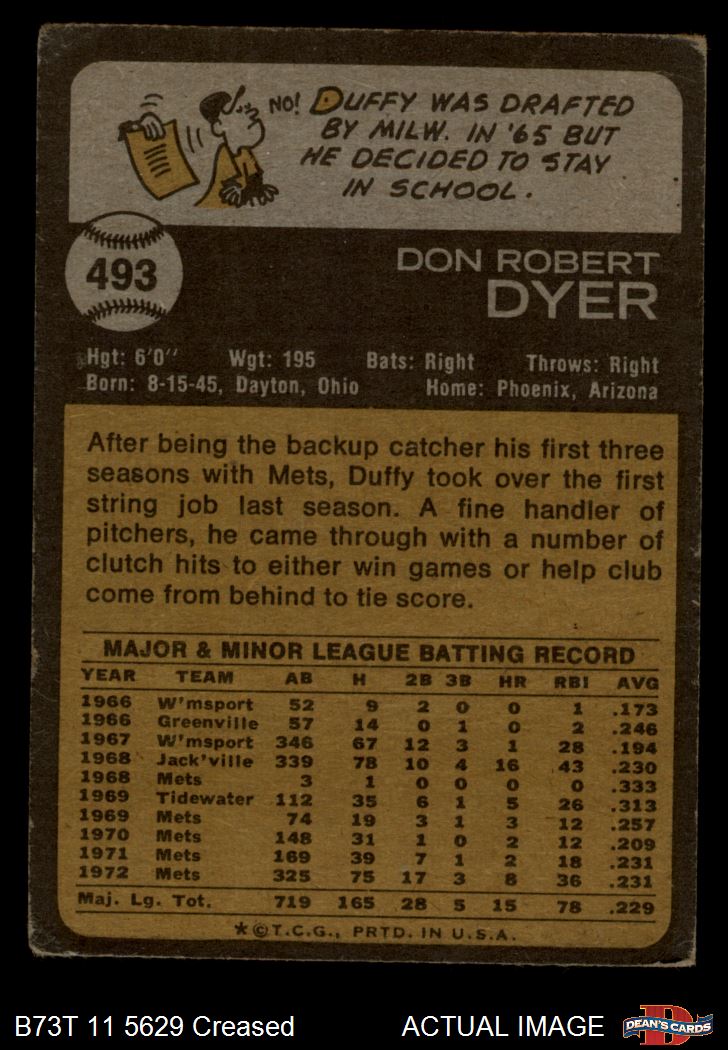 NO! DUFFY WAS DRAFTED
BY MILW. IN '65 BUT
HE DECIDED TO STAY
IN SCHOOL.
493
DON ROBERT
DYER
Hgt: 6'0" Wgt: 195 Bats: Right Throws: Right
Born: 8-15-45, Dayton, Ohio Home: Phoenix, Arizona
After being the backup catcher his first three
seasons with Mets, Duffy took over the first
string job last season. A fine handler of
pitchers, he came through with a number of
clutch hits to either win games or help club
come from behind to tie score.
MAJOR & MINOR LEAGUE BATTING RECORD
YEAR TEAM AB H 2B 3B HR RBI AVG
1966 W'msport 52 9 2 0 0 1 .173
1966 Greenville 57 14 0 1 0 2 .246
1967 W'msport 346 67 12 3 1 28 .194
1968 Jack'ville 339 78 10 4 16 43 .230
1968 Mets 3 1 0 0 0 0 .333
1969 Tidewater 112 35 6 1 5 26 .313
1969 Mets 74 19 3 1 3 12 .257
1970 Mets 148 31 1 0 2 12 .209
1971 Mets 169 39 7 1 2 18 .231
1972 Mets 325 75 17 3 8 36 .231
Maj. Lg. Tot. 719 165 28 5 15 78 .229
*©T.C.G., PRTD. IN U.S.A.
B73T 11 5629 Creased ACTUAL IMAGE
D
DEAN'S CARDS